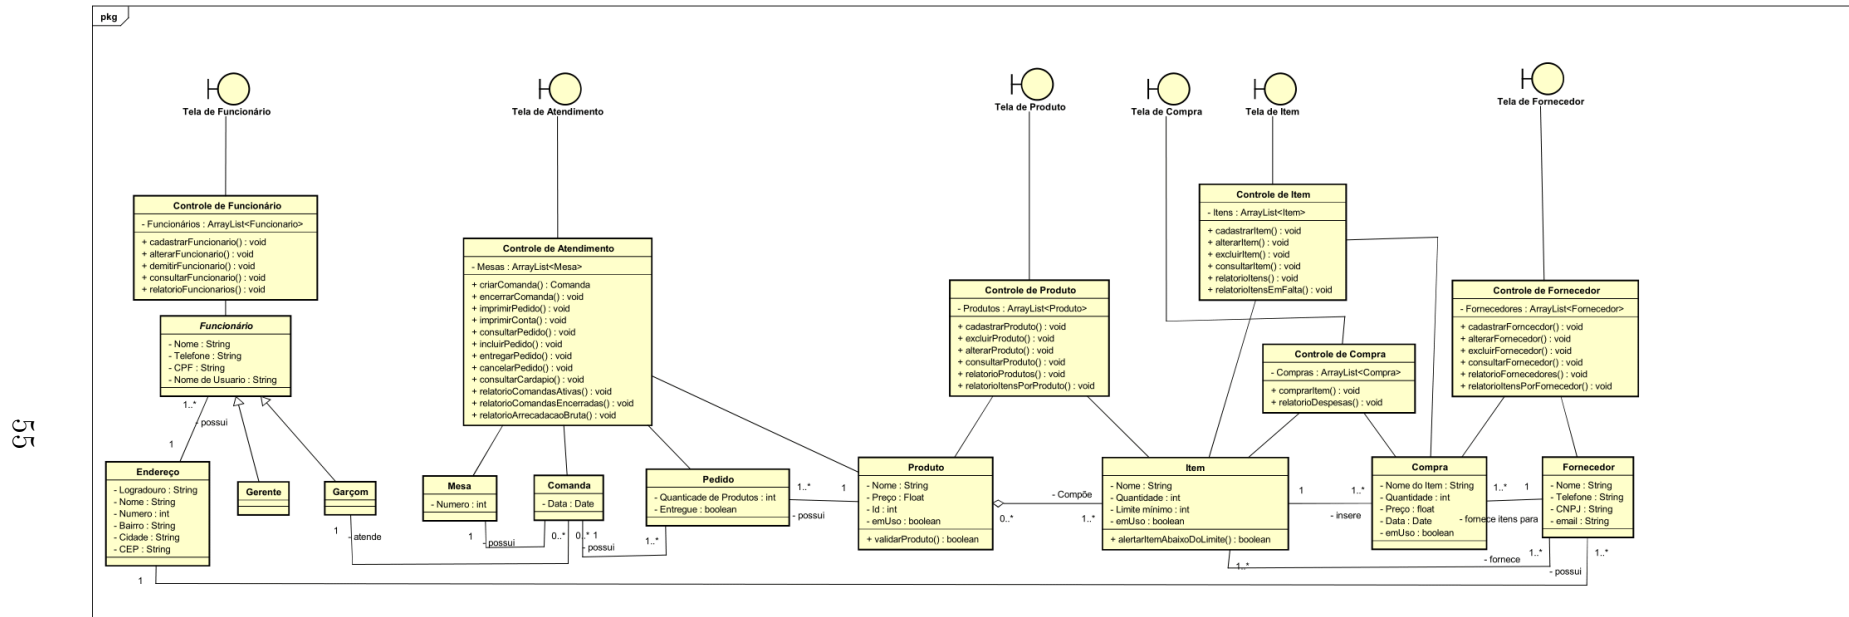 pkg
Tela de Funcionário
Tela de Atendimento
Tela de Produto
Tela de Compra
Tela de Item
Tela de Fornecedor
Controle de Funcionário
- Funcionários : ArrayList<Funcionario>
+ cadastrarFuncionario() : void
+ alterarFuncionario() : void
+ demitirFuncionario() : void
+ consultarFuncionario() : void
+ relatorioFuncionarios() : void
Funcionário
- Nome : String
- Telefone : String
- CPF : String
- Nome de Usuario : String
1..*
- possui
1
Endereço
- Logradouro : String
- Nome : String
- Numero : int
- Bairro : String
- Cidade : String
- CEP : String
Gerente
Garçom
1
- atende
0..*
Controle de Atendimento
- Mesas : ArrayList<Mesa>
+ criarComanda() : Comanda
+ encerrarComanda() : void
+ imprimirPedido() : void
+ imprimirConta() : void
+ consultarPedido() : void
+ incluirPedido() : void
+ entregarPedido() : void
+ cancelarPedido() : void
+ consultarCardapio() : void
+ relatorioComandasAtivas() : void
+ relatorioComandasEncerradas() : void
+ relatorioArrecadacaoBruta() : void
Mesa
- Numero : int
1
- possui
0..*
Comanda
- Data : Date
1
- possui
1..*
Pedido
- Quanticade de Produtos : int
- Entregue : boolean
1..*
- possui
1
Controle de Produto
- Produtos : ArrayList<Produto>
+ cadastrarProduto() : void
+ excluirProduto() : void
+ alterarProduto() : void
+ consultarProduto() : void
+ relatorioProdutos() : void
+ relatorioItensPorProduto() : void
Produto
- Nome : String
- Preço : Float
- Id : int
- emUso : boolean
+ validarProduto() : boolean
0..*
- Compõe
1..*
Controle de Item
- Itens : ArrayList<Item>
+ cadastrarItem() : void
+ alterarItem() : void
+ excluirItem() : void
+ consultarItem() : void
+ relatorioItens() : void
+ relatorioItensEmFalta() : void
Controle de Compra
- Compras : ArrayList<Compra>
+ comprarItem() : void
+ relatorioDespesas() : void
Item
- Nome : String
- Quantidade : int
- Limite mínimo : int
- emUso : boolean
+ alertarItemAbaixoDoLimite() : boolean
1
1..*
- insere
Compra
- Nome do Item : String
- Quantidade : int
- Preço : float
- Data : Date
- emUso : boolean
1..*
1
- fornece itens para
Controle de Fornecedor
- Fornecedores : ArrayList<Fornecedor>
+ cadastrarForncecdor() : void
+ alterarFornecedor() : void
+ excluirFornecedor() : void
+ consultarFornecedor() : void
+ relatorioFornecedores() : void
+ relatorioItensPorFornecedor() : void
Fornecedor
- Nome : String
- Telefone : String
- CNPJ : String
- email : String
1..*
- fornece
1..*
1..*
- possui
1
55